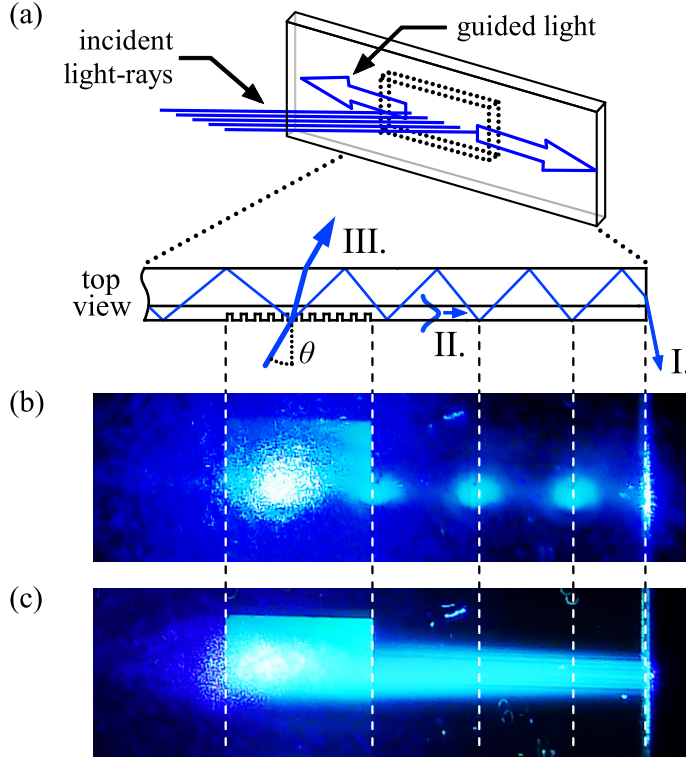 (a)
incident
light-rays
guided light
top
view
III.
θ
II.
I.
(b)
(c)